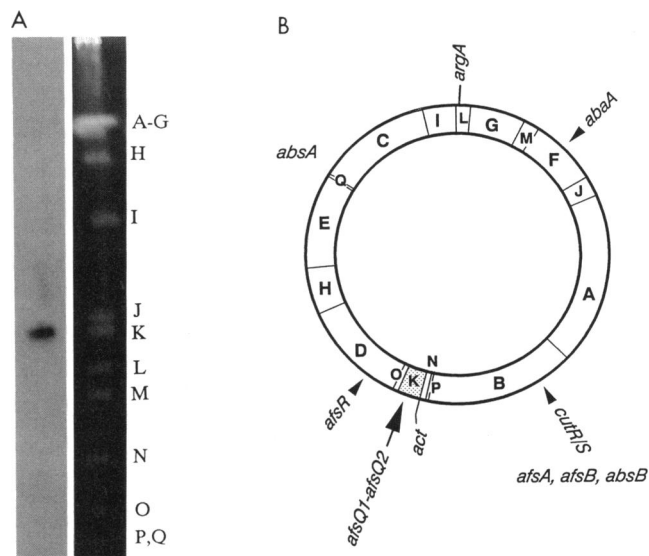 A
A-G
H
I
J
K
L
M
N
O
P,Q
B
argA
abaA
absA
C
I
L
G
M
F
J
Q
E
A
H
D
O
K
N
P
B
afsR
afsQ1-afsQ2
act
cutR/S
afsA, afsB, absB